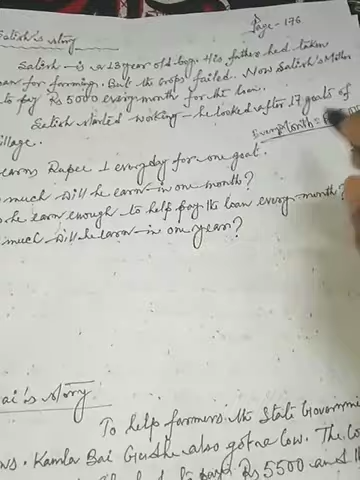 Satish's story
Page - 176
Satish is a 13 year old boy. His father had taken
for farming. But the crops failed. Now Satish's Mother
to pay Rs 5000 every month for the loan.
Satish started working - he looked after 17 goats of
Every Month =
village.
earns Rupee 1 everyday for one goat.
much will he earn in one month?
he earn enough to help pay the loan every month?
much will he earn in one year?
ai's story
To help farmers the State Governm
Kamla Bai Gudhe also got a cow. The co
Rs 5500 and